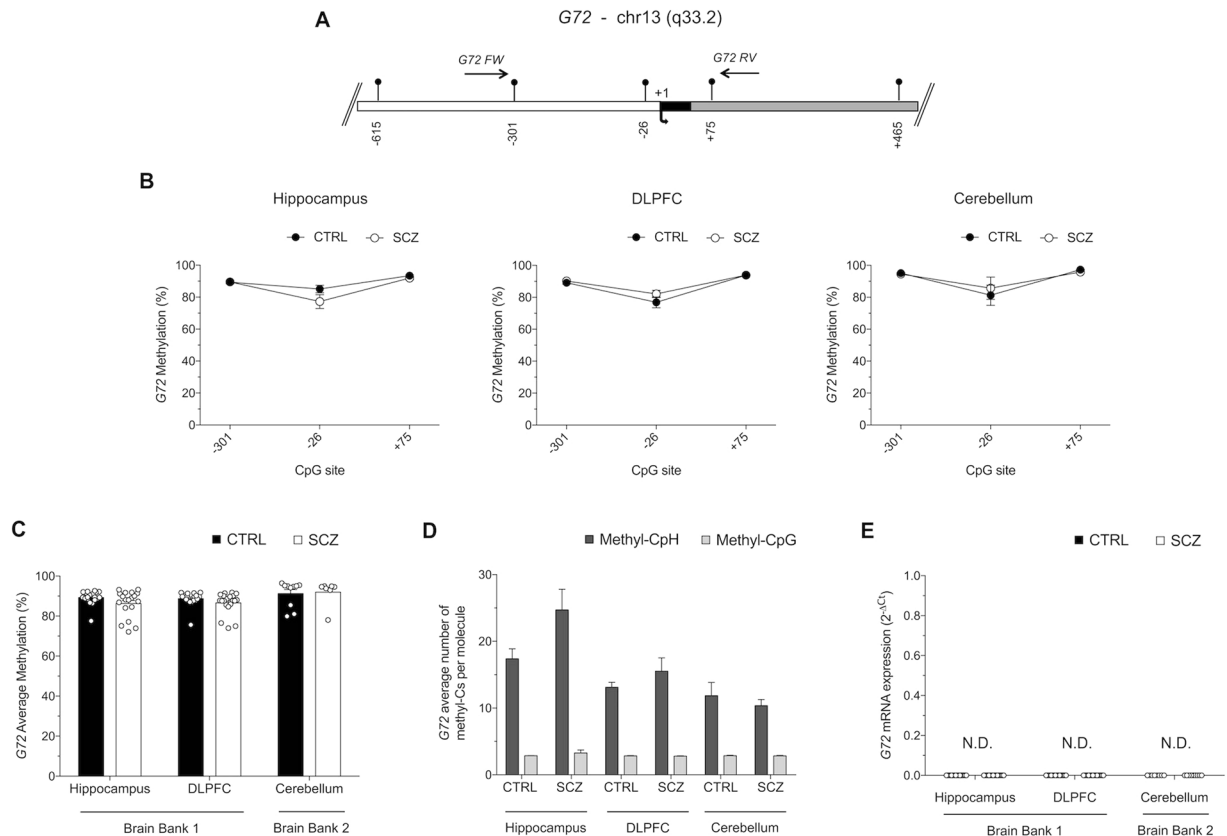 A
G72 - chr13 (q33.2)
G72 FW
G72 RV
+1
-615
-301
-26
+75
+465
B
Hippocampus
CTRL SCZ
G72 Methylation (%)
100
80
60
40
20
0
-301 -26 +75
CpG site
DLPFC
CTRL SCZ
G72 Methylation (%)
100
80
60
40
20
0
-301 -26 +75
CpG site
Cerebellum
CTRL SCZ
G72 Methylation (%)
100
80
60
40
20
0
-301 -26 +75
CpG site
C
CTRL SCZ
G72 Average Methylation (%)
100
80
60
40
20
0
Hippocampus DLPFC Cerebellum
Brain Bank 1 Brain Bank 2
D
Methyl-CpH Methyl-CpG
G72 average number of
methyl-Cs per molecule
30
20
10
0
CTRL SCZ CTRL SCZ CTRL SCZ
Hippocampus DLPFC Cerebellum
E
CTRL SCZ
G72 mRNA expression (2-ΔCt)
1.0
0.8
0.6
0.4
0.2
0.0
N.D. N.D. N.D.
Hippocampus DLPFC Cerebellum
Brain Bank 1 Brain Bank 2